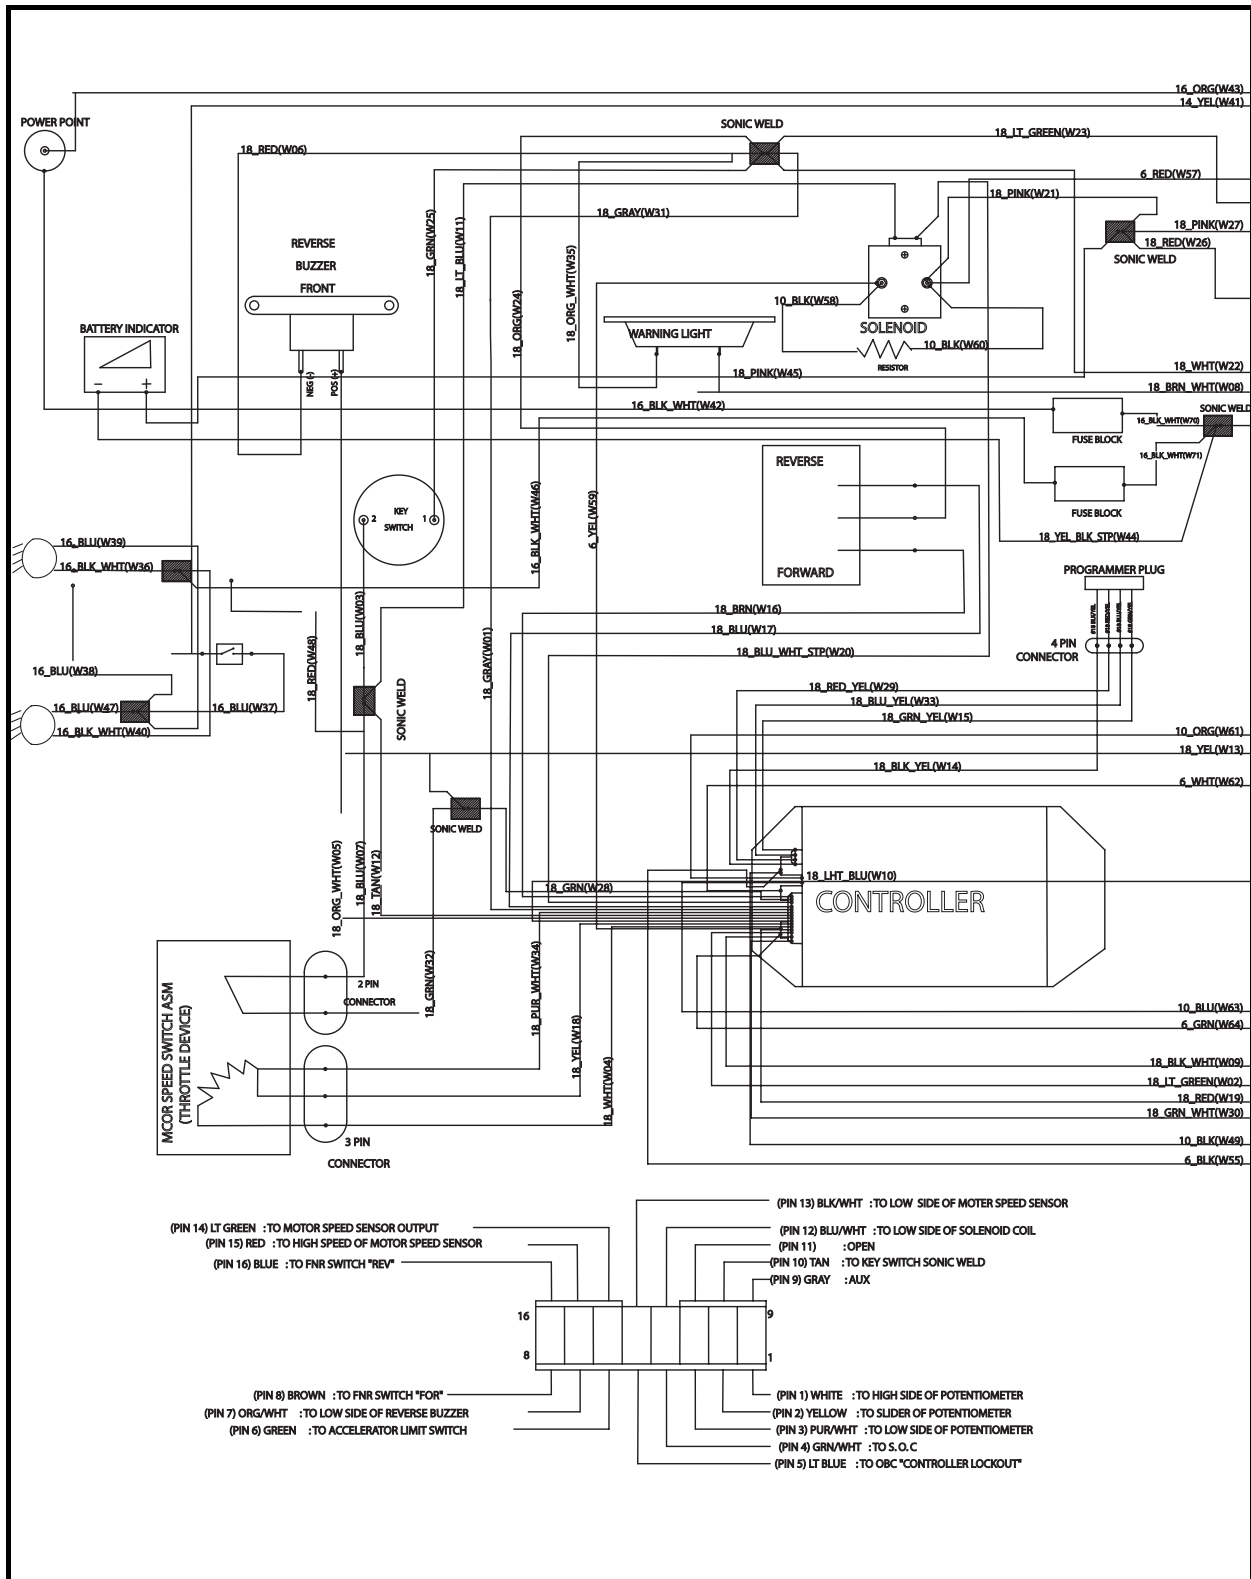 16_ORG(W43)
14_YEL(W41)
POWER POINT
SONIC WELD
18_LT_GREEN(W23)
18_RED(W06)
6_RED(W57)
18_PINK(W21)
18_GRAY(W31)
18_GRN(W25)
18_LT_BLU(W11)
18_PINK(W27)
18_RED(W26)
SONIC WELD
REVERSE
BUZZER
FRONT
18_ORG(W24)
18_ORG_WHT(W35)
10_BLK(W58)
SOLENOID
BATTERY INDICATOR
WARNING LIGHT
10_BLK(W60)
RESISTOR
18_PINK(W45)
18_WHT(W22)
18_BRN_WHT(W08)
NEG (-)
POS (+)
- +
16_BLK_WHT(W42)
SONIC WELD
16_BLK_WHT(W70)
FUSE BLOCK
16_BLK_WHT(W71)
REVERSE
FUSE BLOCK
2 KEY 1
SWITCH
16_BLK_WHT(W46)
6_YEL(W59)
18_YEL_BLK_STP(W44)
16_BLU(W39)
16_BLK_WHT(W36)
FORWARD
PROGRAMMER PLUG
#18 BLK/YEL
#18 RED/YEL
#18 BLU/YEL
#18 GRN/YEL
18_BRN(W16)
18_BLU(W17)
18_BLU_WHT_STP(W20)
4 PIN
CONNECTOR
18_RED(W48)
18_BLU(W03)
18_GRAY(W01)
16_BLU(W38)
18_RED_YEL(W29)
18_BLU_YEL(W33)
18_GRN_YEL(W15)
16_BLU(W47)
16_BLU(W37)
SONIC WELD
16_BLK_WHT(W40)
10_ORG(W61)
18_YEL(W13)
18_BLK_YEL(W14)
6_WHT(W62)
SONIC WELD
18_ORG_WHT(W05)
18_BLU(W07)
18_TAN(W12)
18_GRN(W28)
18_LHT_BLU(W10)
CONTROLLER
18_GRN(W32)
18_PUR_WHT(W34)
18_YEL(W18)
18_WHT(W04)
2 PIN
CONNECTOR
MCOR SPEED SWITCH ASM
(THROTTLE DEVICE)
10_BLU(W63)
6_GRN(W64)
18_BLK_WHT(W09)
18_LT_GREEN(W02)
18_RED(W19)
18_GRN_WHT(W30)
3 PIN
CONNECTOR
10_BLK(W49)
6_BLK(W55)
(PIN 13) BLK/WHT : TO LOW SIDE OF MOTER SPEED SENSOR
(PIN 14) LT GREEN : TO MOTOR SPEED SENSOR OUTPUT
(PIN 12) BLU/WHT : TO LOW SIDE OF SOLENOID COIL
(PIN 15) RED : TO HIGH SPEED OF MOTOR SPEED SENSOR
(PIN 11) : OPEN
(PIN 16) BLUE : TO FNR SWITCH "REV"
(PIN 10) TAN : TO KEY SWITCH SONIC WELD
(PIN 9) GRAY : AUX
16 9
8 1
(PIN 8) BROWN : TO FNR SWITCH "FOR"
(PIN 1) WHITE : TO HIGH SIDE OF POTENTIOMETER
(PIN 7) ORG/WHT : TO LOW SIDE OF REVERSE BUZZER
(PIN 2) YELLOW : TO SLIDER OF POTENTIOMETER
(PIN 6) GREEN : TO ACCELERATOR LIMIT SWITCH
(PIN 3) PUR/WHT : TO LOW SIDE OF POTENTIOMETER
(PIN 4) GRN/WHT : TO S. O. C
(PIN 5) LT BLUE : TO OBC "CONTROLLER LOCKOUT"